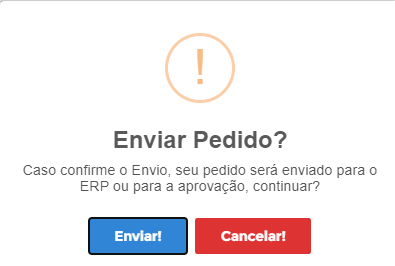 !
Enviar Pedido?
Caso confirme o Envio, seu pedido será enviado para o
ERP ou para a aprovação, continuar?
Enviar!
Cancelar!